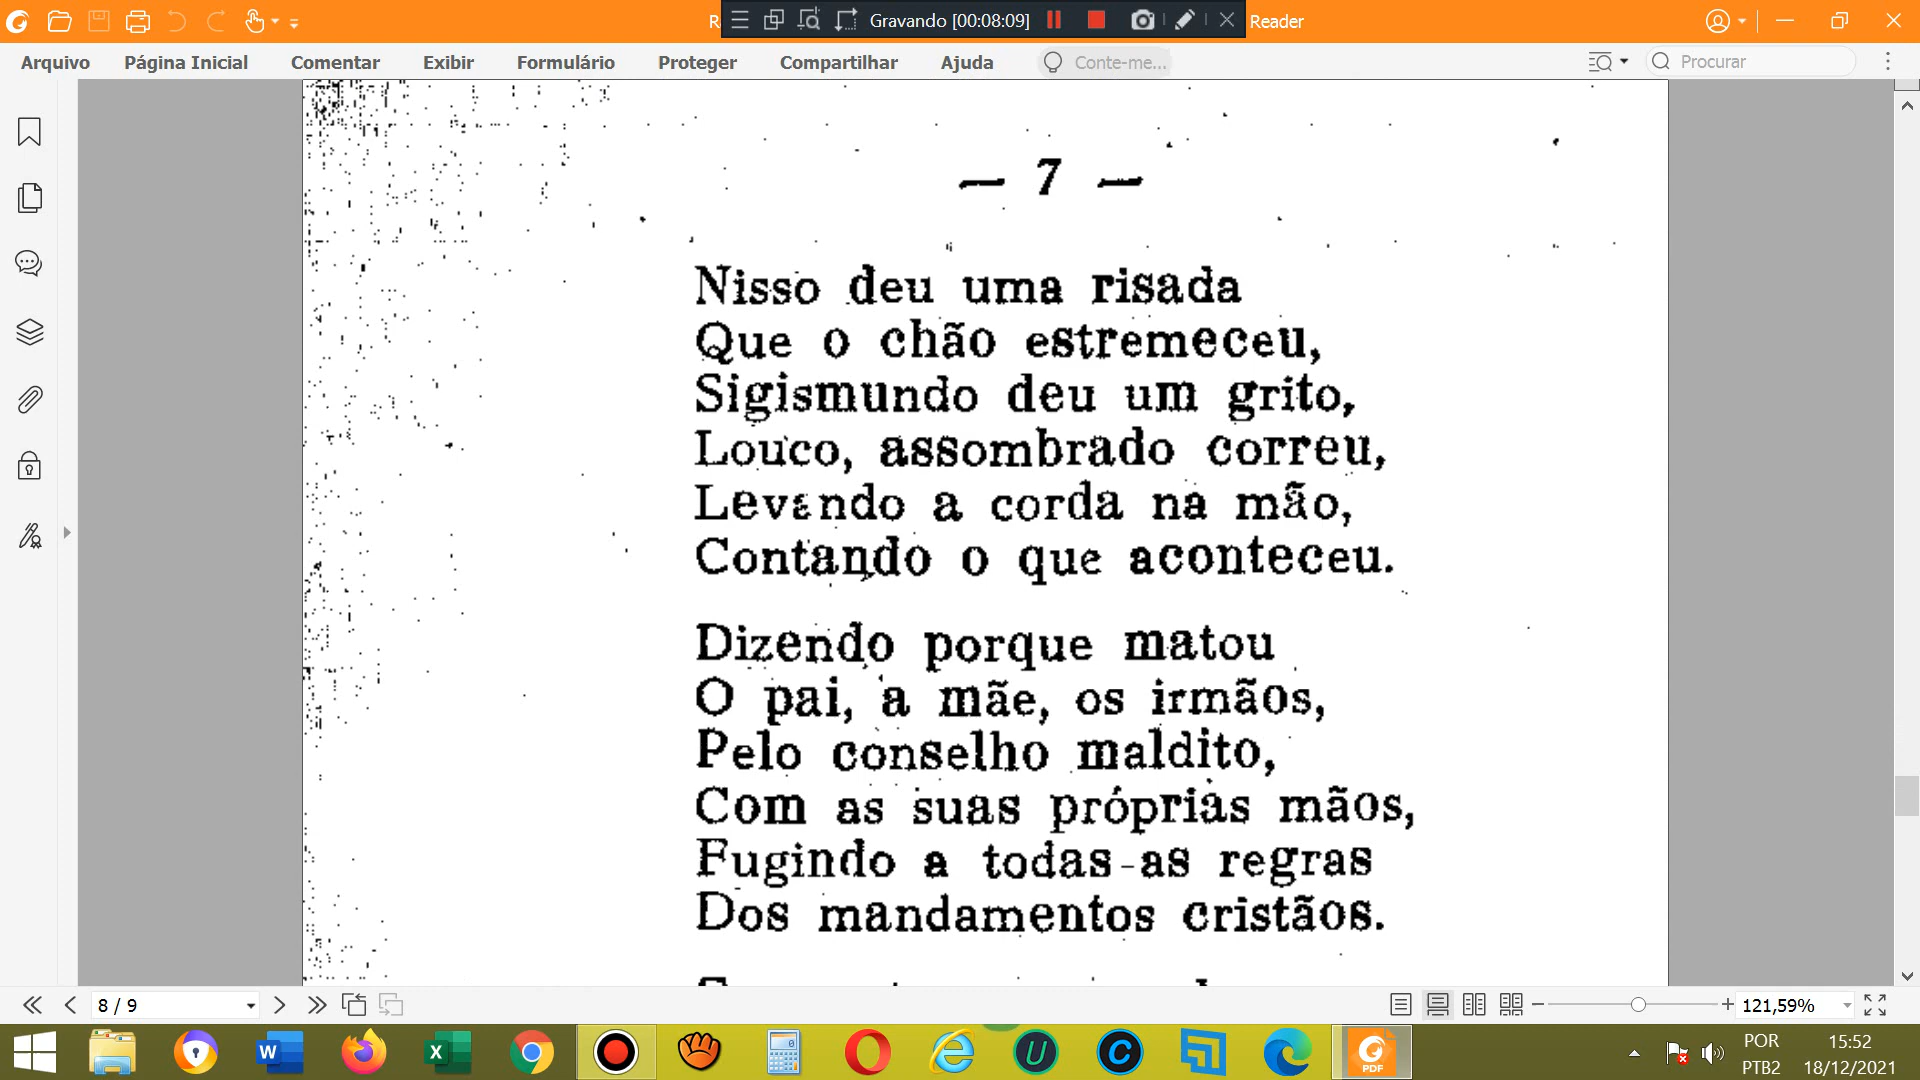 Gravando [00:08:09]
Reader
Arquivo Página Inicial Comentar Exibir Formulário Proteger Compartilhar Ajuda Conte-me... Procurar
— 7 —
Nisso deu uma risada
Que o chão estremeceu,
Sigismundo deu um grito,
Louco, assombrado correu,
Levando a corda na mão,
Contando o que aconteceu.
Dizendo porque matou
O pai, a mãe, os irmãos,
Pelo conselho maldito,
Com as suas próprias mãos,
Fugindo a todas as regras
Dos mandamentos cristãos.
8 / 9
121,59%
POR
PTB2
15:52
18/12/2021